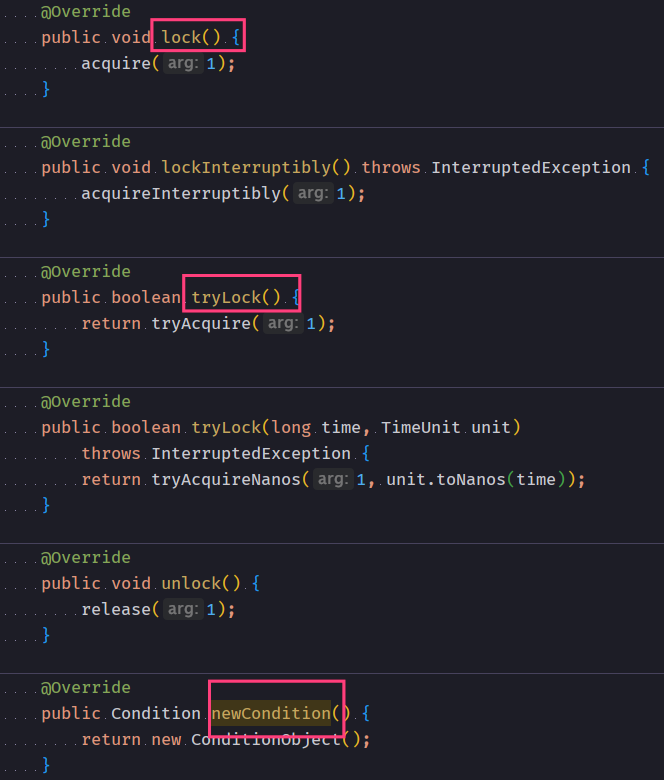 @Override
public void lock() {
acquire( arg: 1);
}
@Override
public void lockInterruptibly() throws InterruptedException {
acquireInterruptibly( arg: 1);
}
@Override
public boolean tryLock() {
return tryAcquire( arg: 1);
}
@Override
public boolean tryLock(long time, TimeUnit unit)
throws InterruptedException {
return tryAcquireNanos( arg: 1, unit.toNanos(time));
}
@Override
public void unlock() {
release( arg: 1);
}
@Override
public Condition newCondition() {
return new ConditionObject();
}